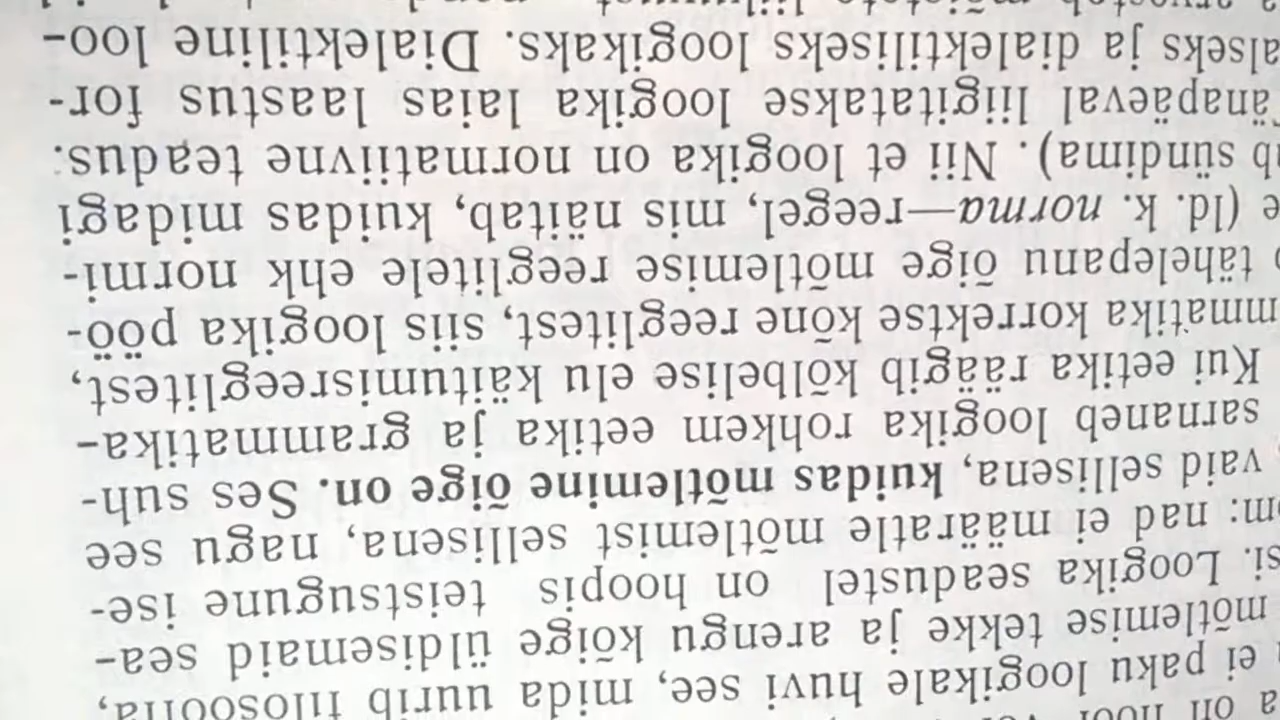 ei paku loogikale huvi see, mida uurib filosoofia,
mõtlemise tekke ja arengu kõige üldisemaid sea-
si. Loogika seadustel on hoopis teistsugune ise-
om: nad ei määratle mõtlemist sellisena, nagu see
vaid sellisena, kuidas mõtlemine õige on. Ses suh-
sarnaneb loogika rohkem eetika ja grammatika-
Kui eetika räägib kõlbelise elu käitumisreeglitest,
mmatika korrektse kõne reeglitest, siis loogika pöö-
tähelepanu õige mõtlemise reeglitele ehk normi-
e (ld. k. norma—reegel, mis näitab, kuidas midagi
b sündima). Nii et loogika on normatiivne teadus.
änapäeval liigitatakse loogika laias laastus for-
alseks ja dialektiliseks loogikaks. Dialektiline loo-
a arvestab mõistete liikuvust